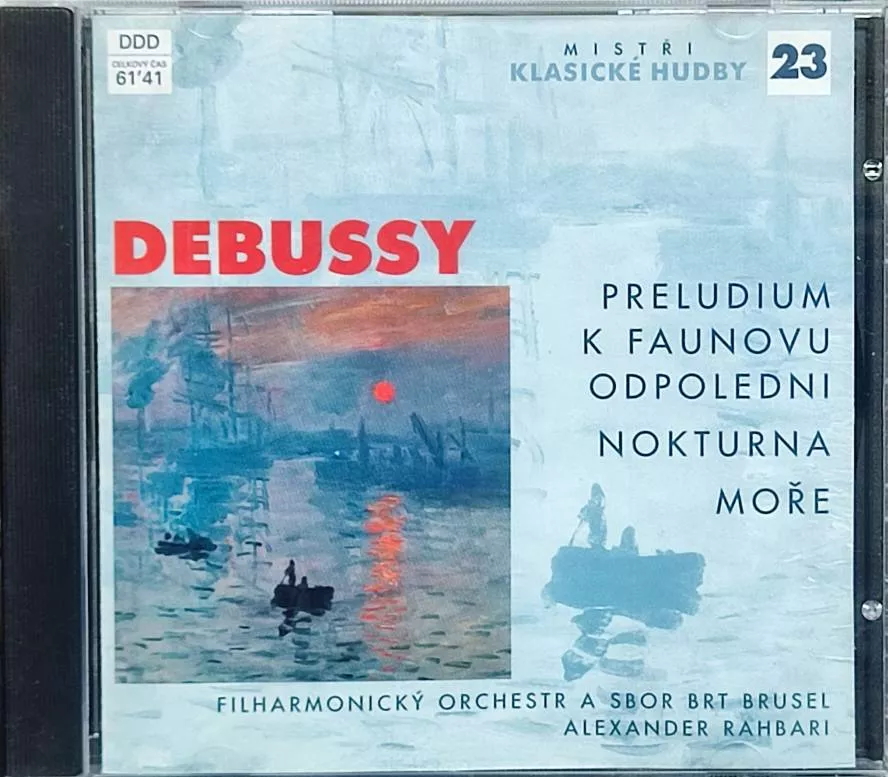 DDD
CELKOVÝ ČAS
61'41
MISTŘI
KLASICKÉ HUDBY
23
DEBUSSY
PRELUDIUM
K FAUNOVU
ODPOLEDNI
NOKTURNA
MOŘE
FILHARMONICKÝ ORCHESTR A SBOR BRT BRUSEL
ALEXANDER RAHBARI